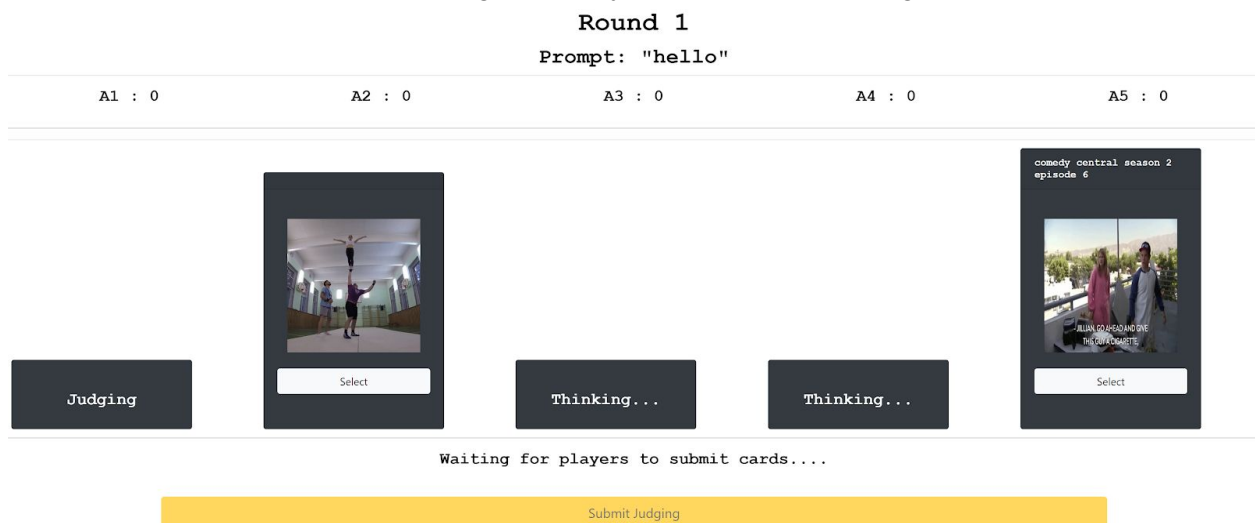 Round 1
Prompt: "hello"
A1 : 0
A2 : 0
A3 : 0
A4 : 0
A5 : 0
comedy central season 2
episode 6
JILLIAN, GO AHEAD AND GIVE
THIS GUY A CIGARETTE,
Select
Select
Judging
Thinking...
Thinking...
Waiting for players to submit cards....
Submit Judging